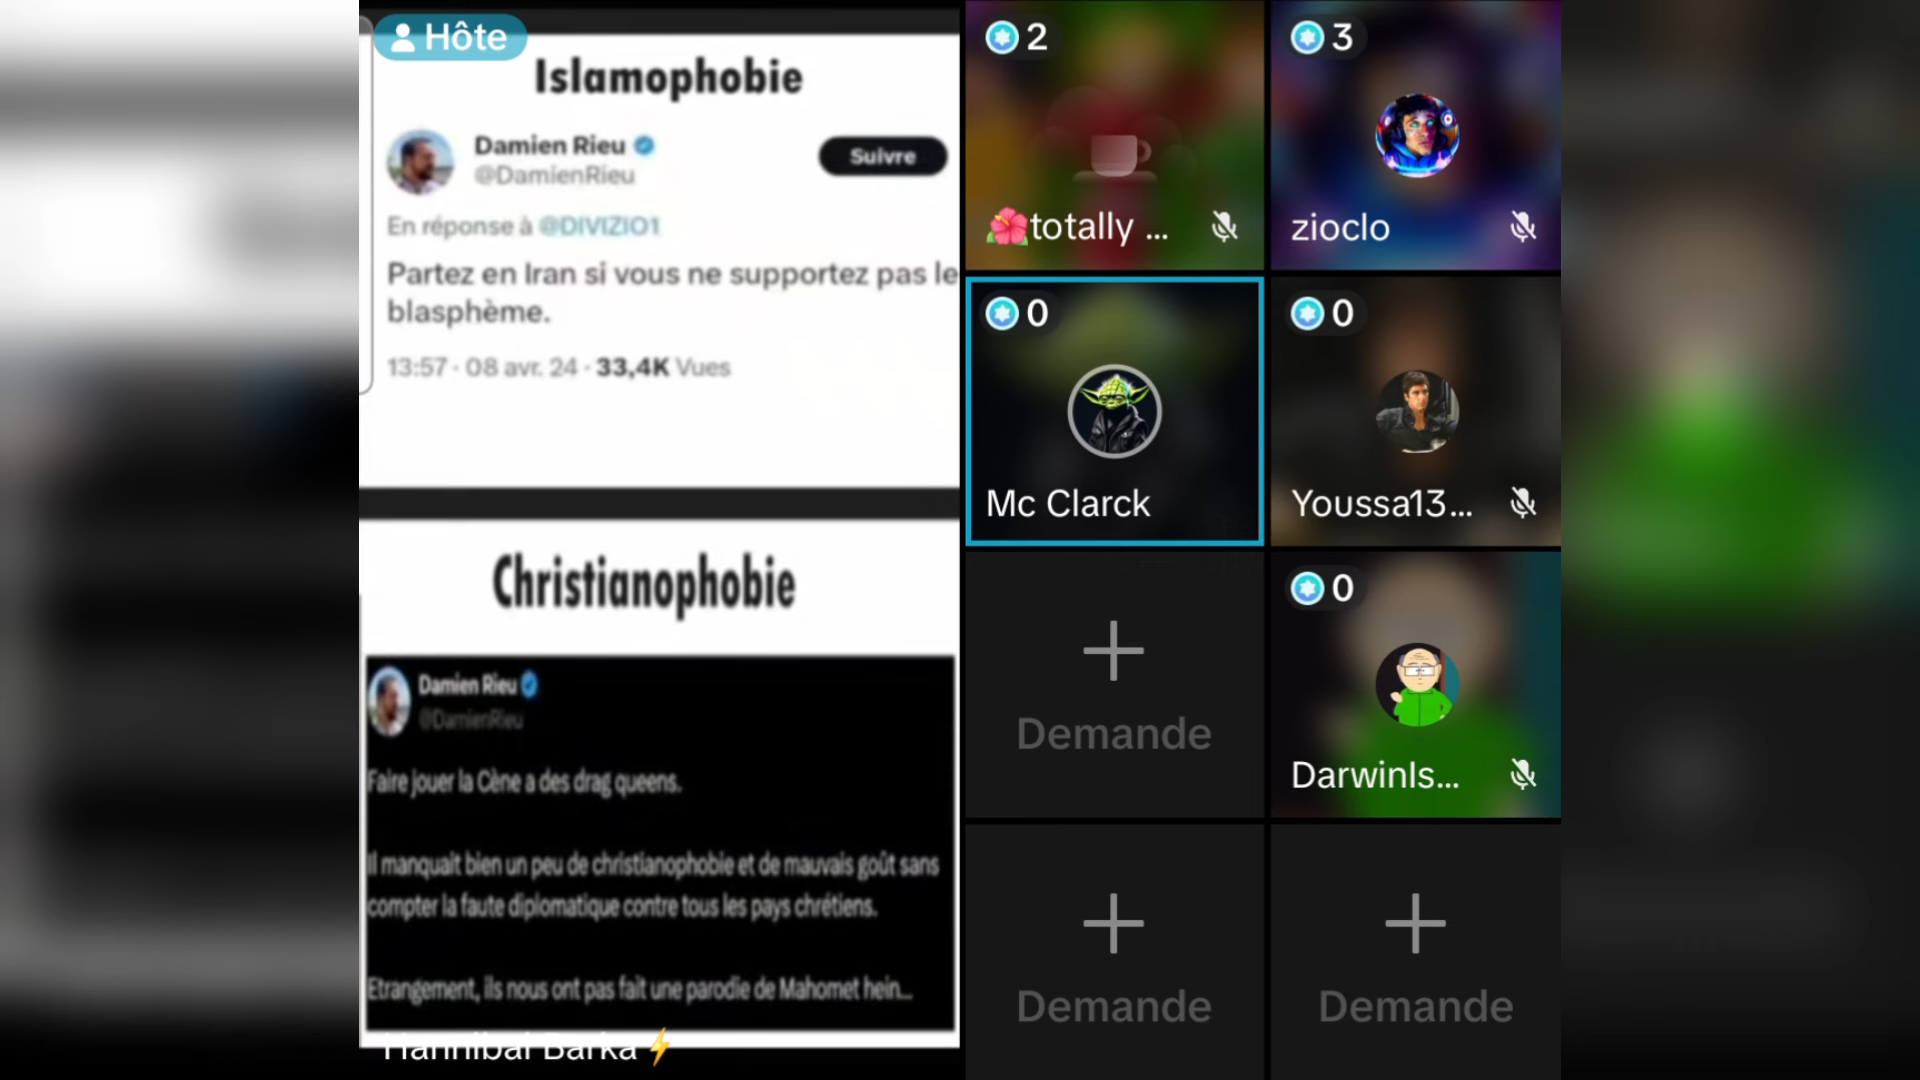 Hôte
Islamophobie
Damien Rieu
@DamienRieu
Suivre
En réponse à @DIVIZIO1
Partez en Iran si vous ne supportez pas le
blasphème.
13:57 · 08 avr. 24 · 33,4K Vues
Christianophobie
Damien Rieu
@DamienRieu
Faire jouer la Cène a des drag queens.
Il manquait bien un peu de christianophobie et de mauvais goût sans
compter la faute diplomatique contre tous les pays chrétiens.
Etrangement, ils nous ont pas fait une parodie de Mahomet hein...
Hannibal Barka⚡
2
🌺totally ...
3
zioclo
0
Mc Clarck
0
Youssa13...
Demande
0
DarwinIs...
Demande
Demande